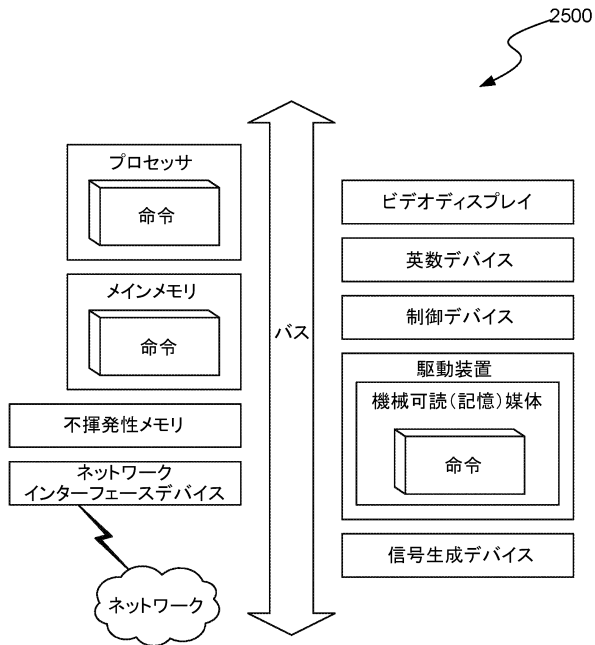 2500
プロセッサ
命令
メインメモリ
命令
不揮発性メモリ
ネットワーク
インターフェースデバイス
ネットワーク
バス
ビデオディスプレイ
英数デバイス
制御デバイス
駆動装置
機械可読(記憶)媒体
命令
信号生成デバイス